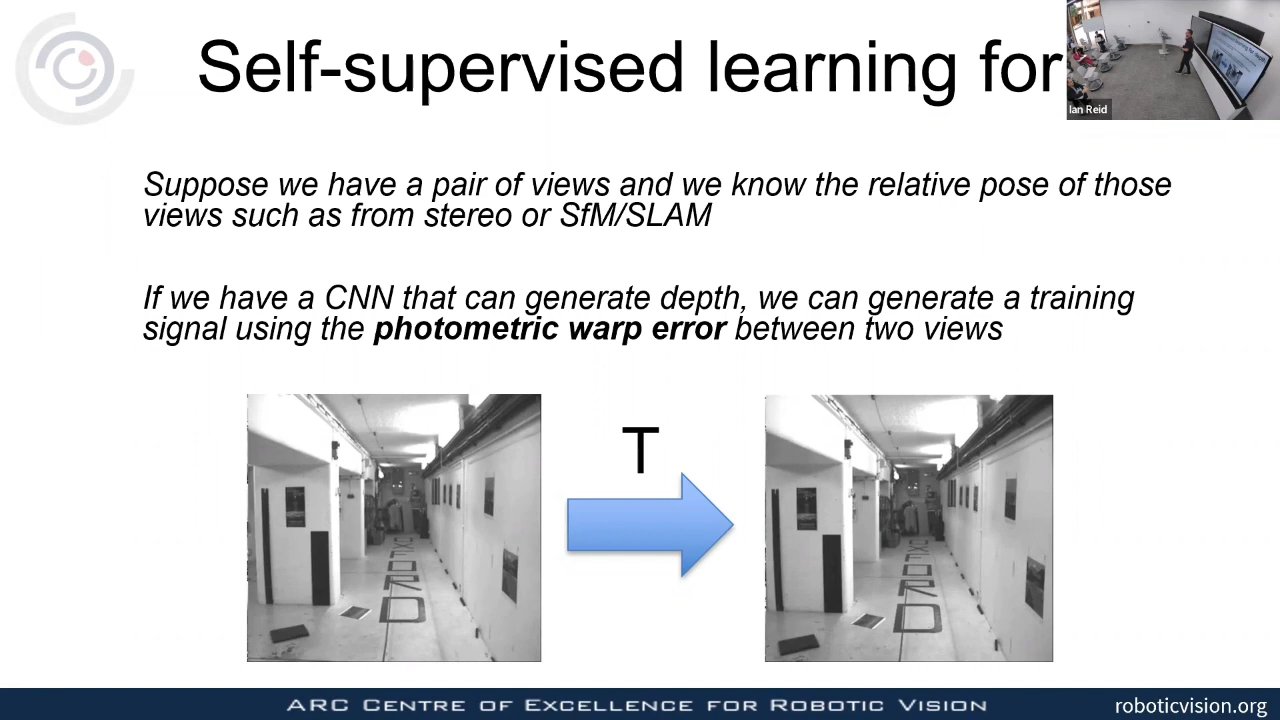 Self-supervised learning for
Ian Reid
Suppose we have a pair of views and we know the relative pose of those
views such as from stereo or SfM/SLAM
If we have a CNN that can generate depth, we can generate a training
signal using the photometric warp error between two views
T
ARC Centre of Excellence for Robotic Vision
roboticvision.org